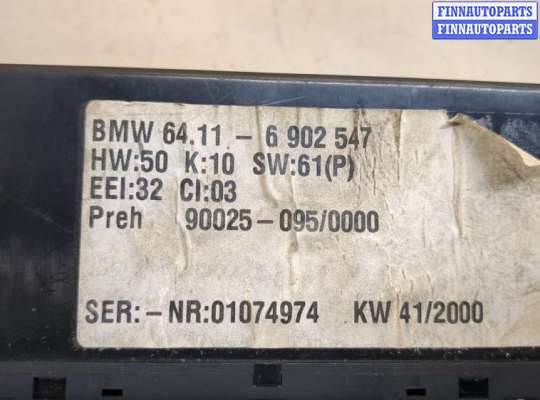 FINNAUTOPARTS
FINNAUTOPARTS
BMW 64.11 - 6 902 547
HW:50 K:10 SW:61(P)
EEI:32 CI:03
Preh 90025-095/0000
SER:-NR:01074974 KW 41/2000